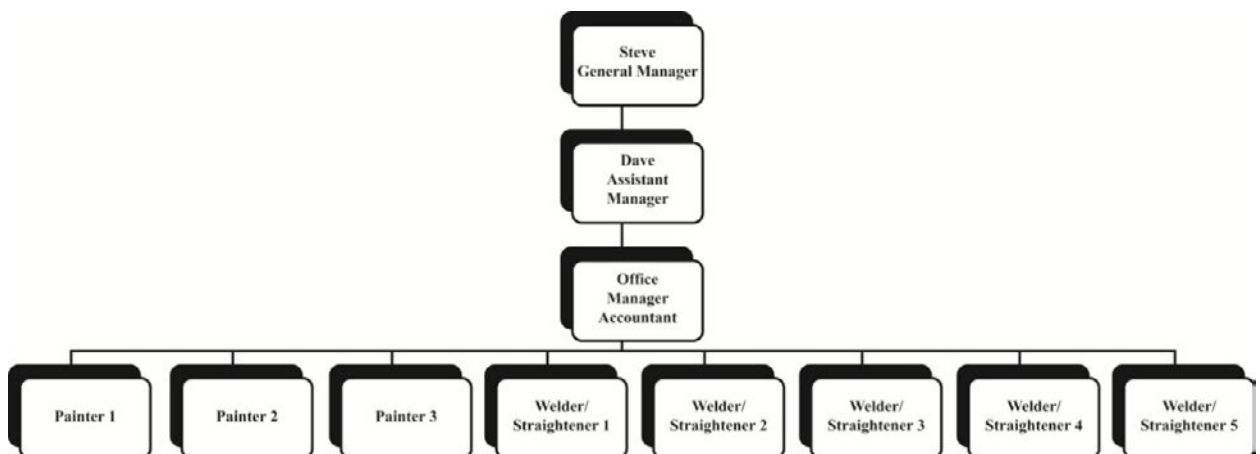 Steve
General Manager
Dave
Assistant
Manager
Office
Manager
Accountant
Painter 1
Painter 2
Painter 3
Welder/
Straightener 1
Welder/
Straightener 2
Welder/
Straightener 3
Welder/
Straightener 4
Welder/
Straightener 5